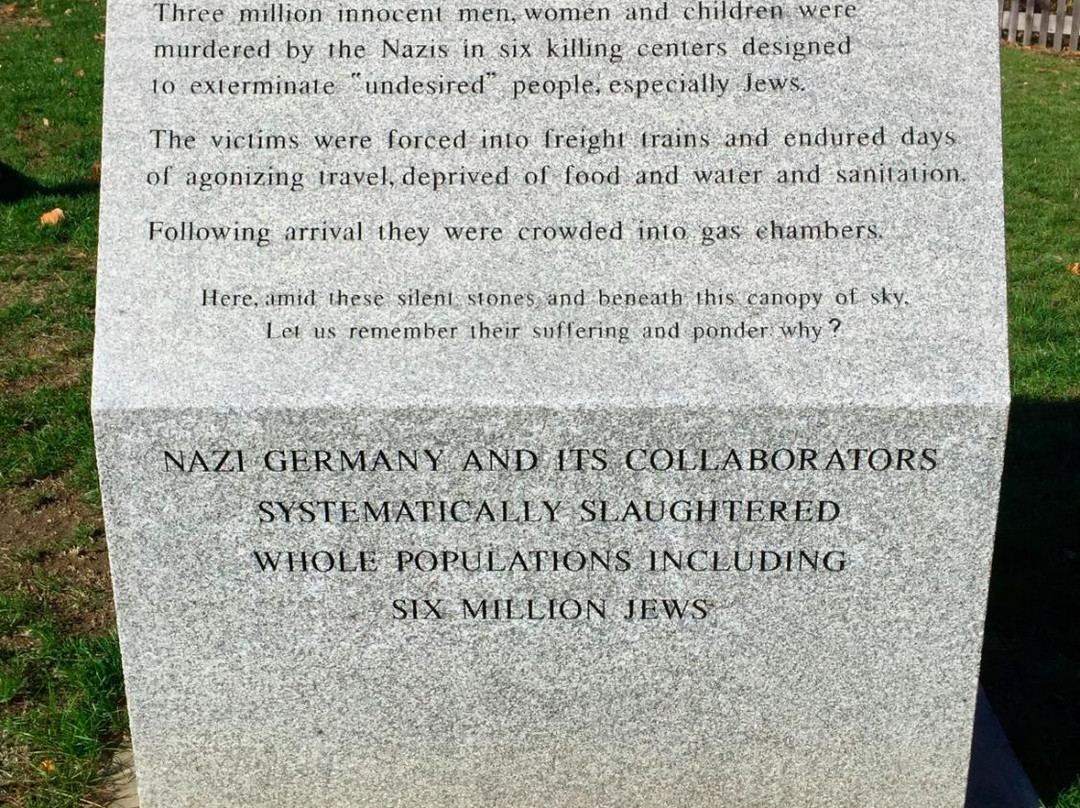 Three million innocent men, women and children were
murdered by the Nazis in six killing centers designed
to exterminate "undesired" people, especially Jews.
The victims were forced into freight trains and endured days
of agonizing travel, deprived of food and water and sanitation.
Following arrival they were crowded into gas chambers.
Here, amid these silent stones and beneath this canopy of sky,
Let us remember their suffering and ponder why?
NAZI GERMANY AND ITS COLLABORATORS
SYSTEMATICALLY SLAUGHTERED
WHOLE POPULATIONS INCLUDING
SIX MILLION JEWS